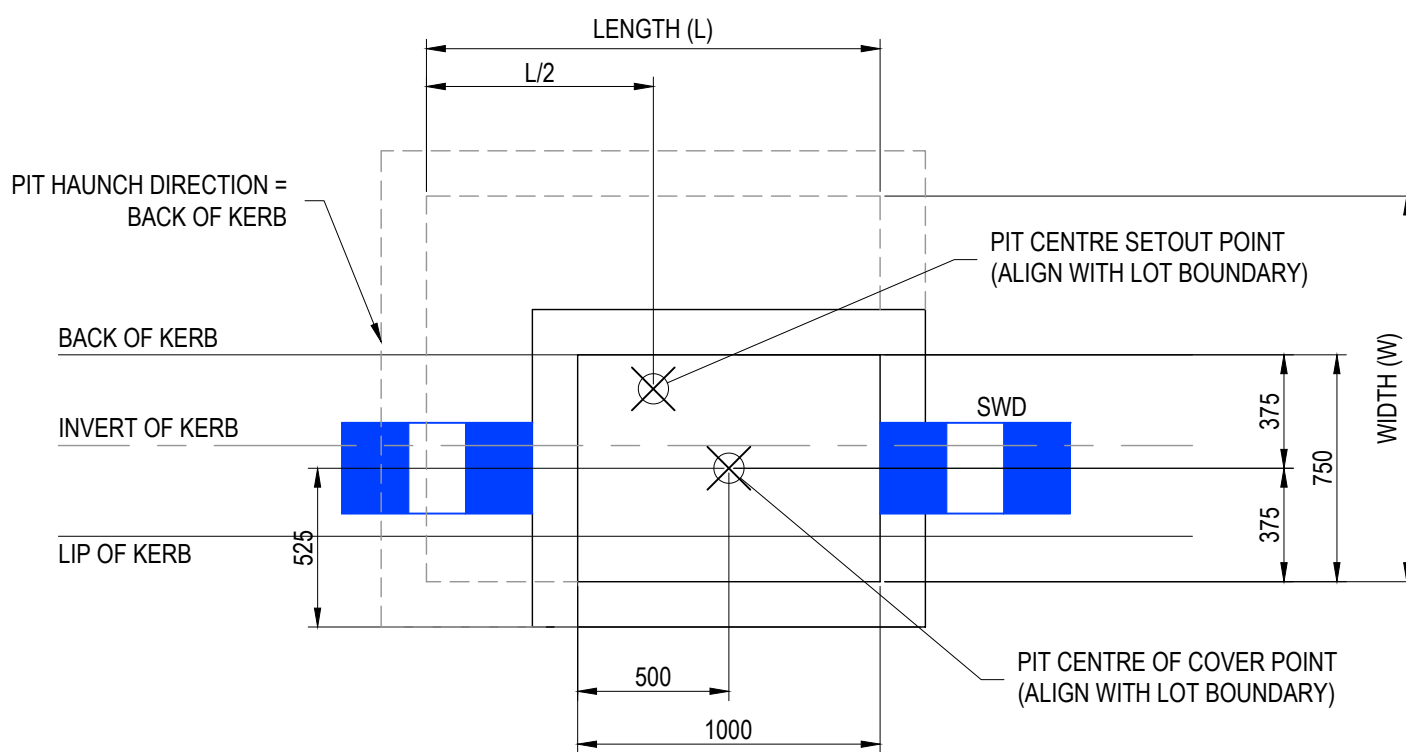 LENGTH (L)
L/2
PIT HAUNCH DIRECTION =
BACK OF KERB
PIT CENTRE SETOUT POINT
(ALIGN WITH LOT BOUNDARY)
BACK OF KERB
WIDTH (W)
375
SWD
INVERT OF KERB
750
375
525
LIP OF KERB
PIT CENTRE OF COVER POINT
(ALIGN WITH LOT BOUNDARY)
500
1000